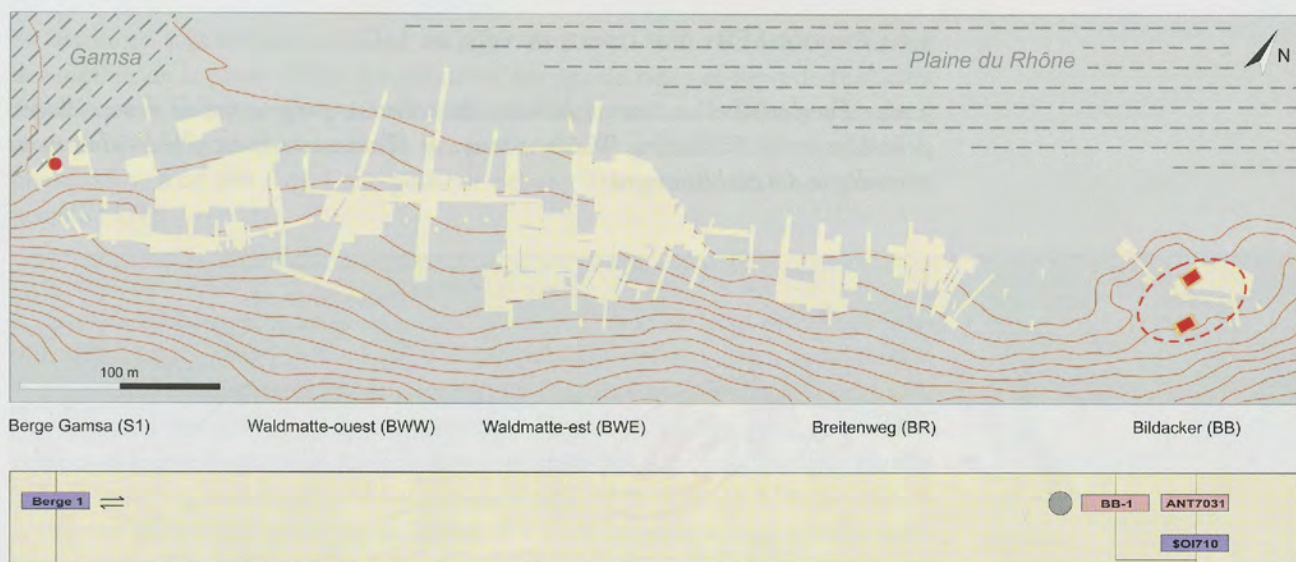 Gamsa
Plaine du Rhône
N
100 m
Berge Gamsa (S1) Waldmatte-ouest (BWW) Waldmatte-est (BWE) Breitenweg (BR) Bildacker (BB)
Berge 1 BB-1 ANT7031
SOI710